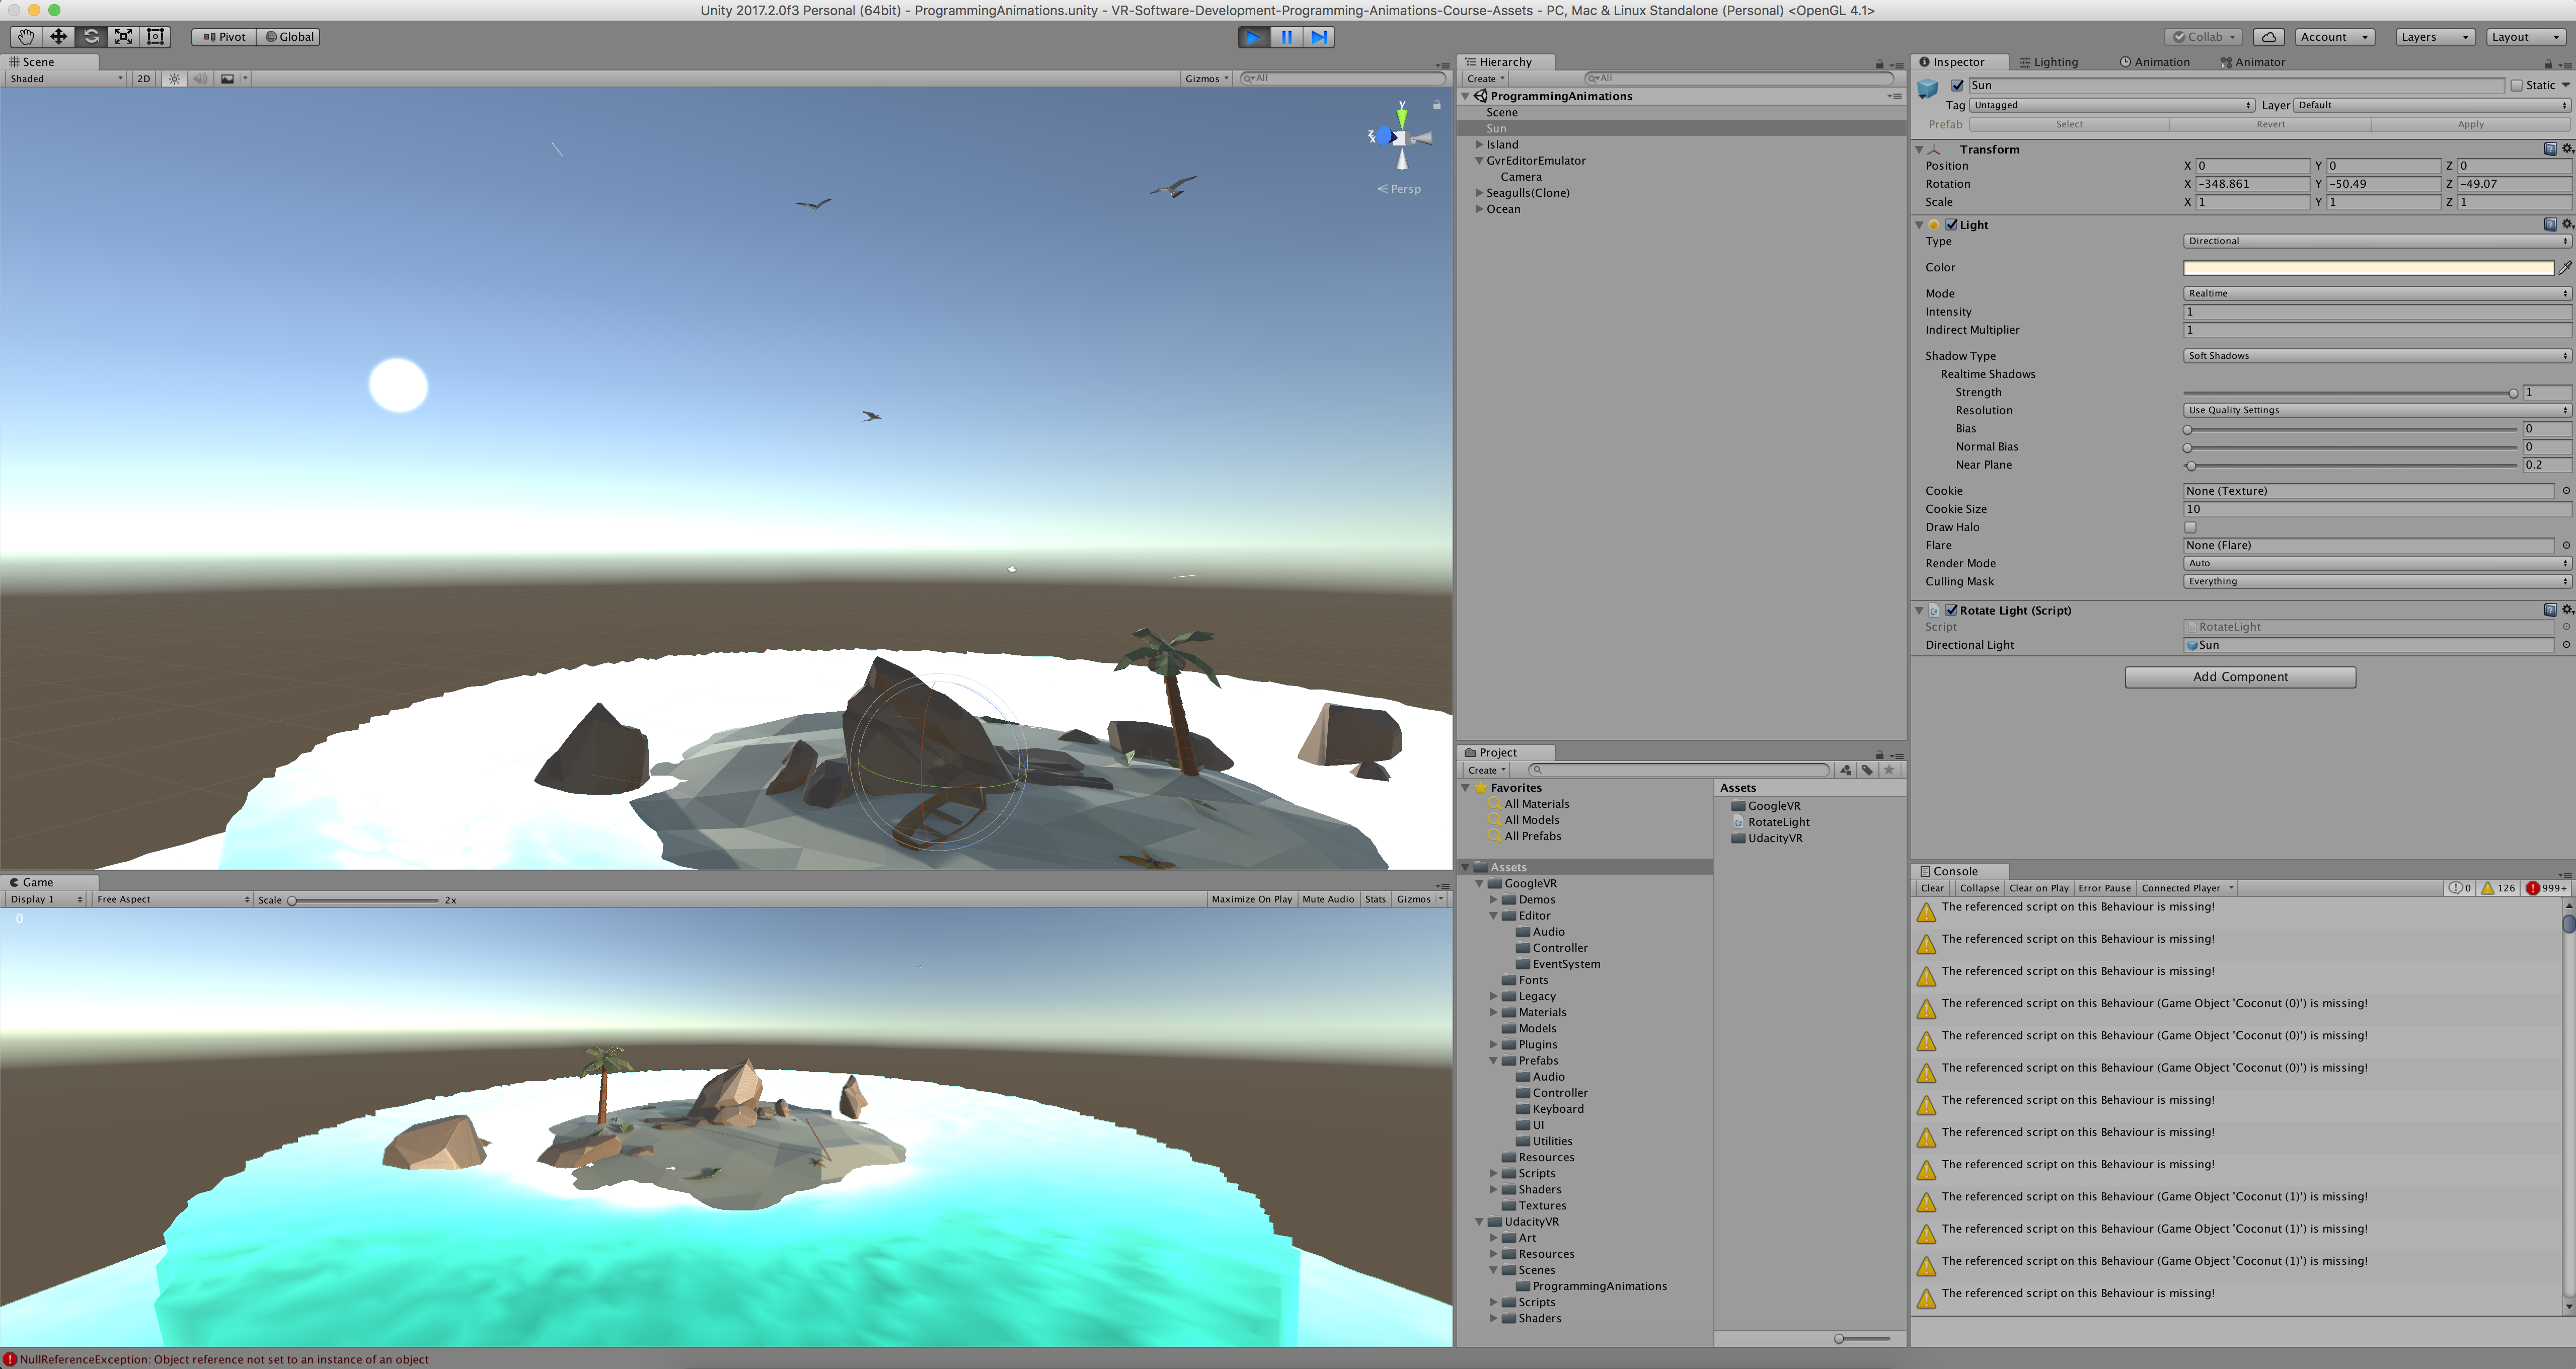 Unity 2017.2.0f3 Personal (64bit) - ProgrammingAnimations.unity - VR-Software-Development-Programming-Animations-Course-Assets - PC, Mac & Linux Standalone (Personal) <OpenGL 4.1>
Pivot Global
Collab Account Layers Layout
Scene
Shaded 2D Gizmos All
y
z
x
Persp
Game
Display 1 Free Aspect Scale 2x Maximize On Play Mute Audio Stats Gizmos
0
Hierarchy
Create All
ProgrammingAnimations
Scene
Sun
Island
GvrEditorEmulator
Camera
Seagulls(Clone)
Ocean
Project
Create
Favorites
All Materials
All Models
All Prefabs
Assets
GoogleVR
Demos
Editor
Audio
Controller
EventSystem
Fonts
Legacy
Materials
Models
Plugins
Prefabs
Audio
Controller
Keyboard
UI
Utilities
Resources
Scripts
Shaders
Textures
UdacityVR
Art
Resources
Scenes
ProgrammingAnimations
Scripts
Shaders
Assets
GoogleVR
RotateLight
UdacityVR
Inspector Lighting Animation Animator
Sun Static
Tag Untagged Layer Default
Prefab Select Revert Apply
Transform
Position X 0 Y 0 Z 0
Rotation X -348.861 Y -50.49 Z -49.07
Scale X 1 Y 1 Z 1
Light
Type Directional
Color
Mode Realtime
Intensity 1
Indirect Multiplier 1
Shadow Type Soft Shadows
Realtime Shadows
Strength 1
Resolution Use Quality Settings
Bias 0
Normal Bias 0
Near Plane 0.2
Cookie None (Texture)
Cookie Size 10
Draw Halo
Flare None (Flare)
Render Mode Auto
Culling Mask Everything
Rotate Light (Script)
Script RotateLight
Directional Light Sun
Add Component
Console
Clear Collapse Clear on Play Error Pause Connected Player 0 126 999+
The referenced script on this Behaviour is missing!
The referenced script on this Behaviour is missing!
The referenced script on this Behaviour is missing!
The referenced script on this Behaviour (Game Object 'Coconut (0)') is missing!
The referenced script on this Behaviour (Game Object 'Coconut (0)') is missing!
The referenced script on this Behaviour (Game Object 'Coconut (0)') is missing!
The referenced script on this Behaviour is missing!
The referenced script on this Behaviour is missing!
The referenced script on this Behaviour is missing!
The referenced script on this Behaviour (Game Object 'Coconut (1)') is missing!
The referenced script on this Behaviour (Game Object 'Coconut (1)') is missing!
The referenced script on this Behaviour (Game Object 'Coconut (1)') is missing!
The referenced script on this Behaviour is missing!
NullReferenceException: Object reference not set to an instance of an object